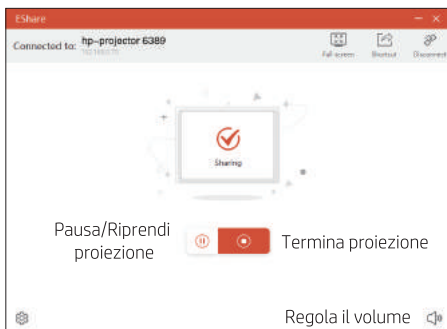 EShare
Connected to: hp-projector 6389
Full screen Shortcut Disconnect
Sharing
Pausa/Riprendi
proiezione
Termina proiezione
Regola il volume